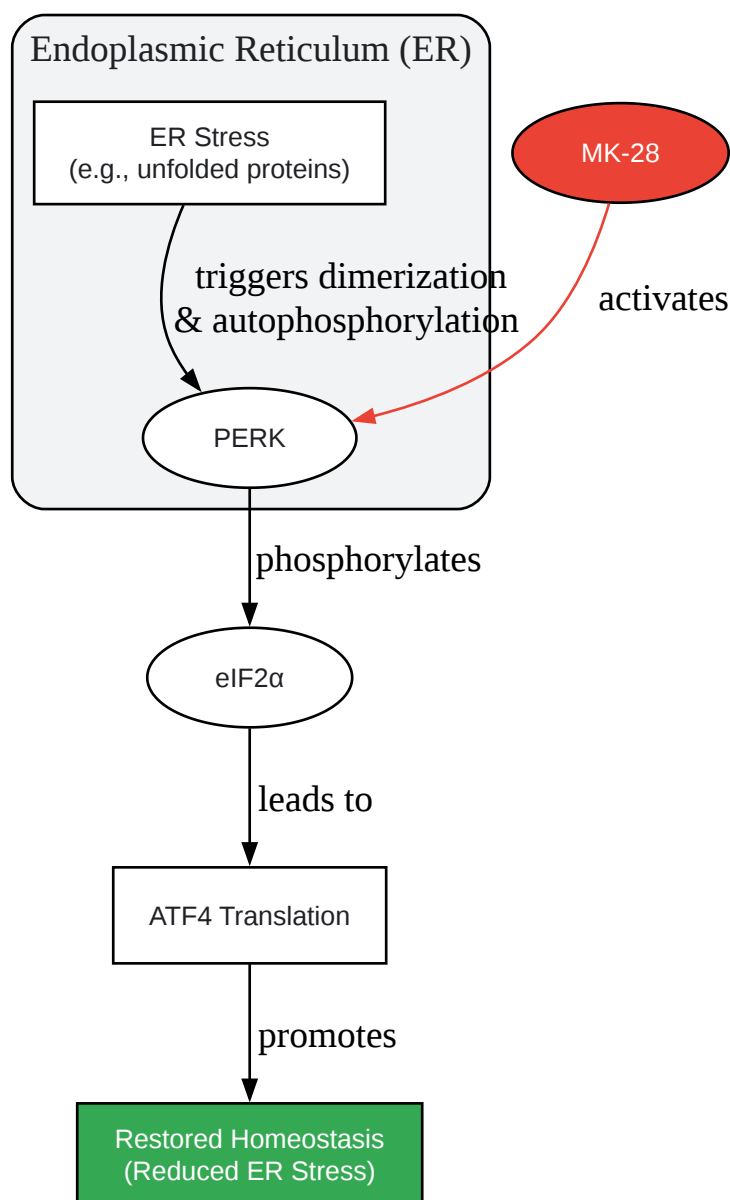 Endoplasmic Reticulum (ER)
ER Stress
(e.g., unfolded proteins)
MK-28
triggers dimerization
& autophosphorylation
activates
PERK
phosphorylates
eIF2α
leads to
ATF4 Translation
promotes
Restored Homeostasis
(Reduced ER Stress)